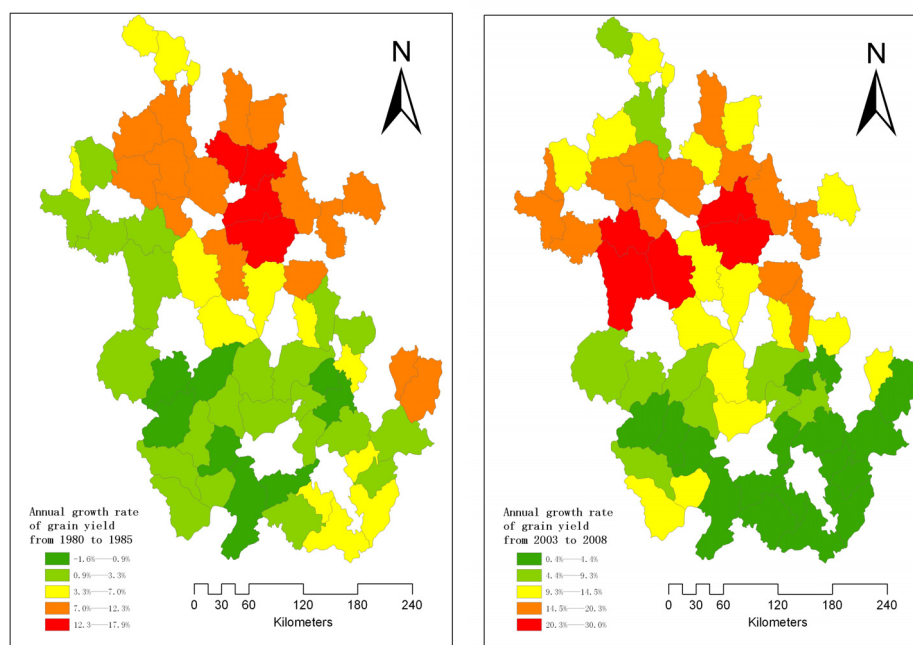 N
Annual growth rate
of grain yield
from 1980 to 1985
-1.6%——0.9%
0.9%——3.3%
3.3%——7.0%
7.0%——12.3%
12.3——17.9%
0 30 60 120 180 240
Kilometers
N
Annual growth rate
of grain yield
from 2003 to 2008
0.4%——4.4%
4.4%——9.3%
9.3%——14.5%
14.5%——20.3%
20.3%——30.0%
0 30 60 120 180 240
Kilometers